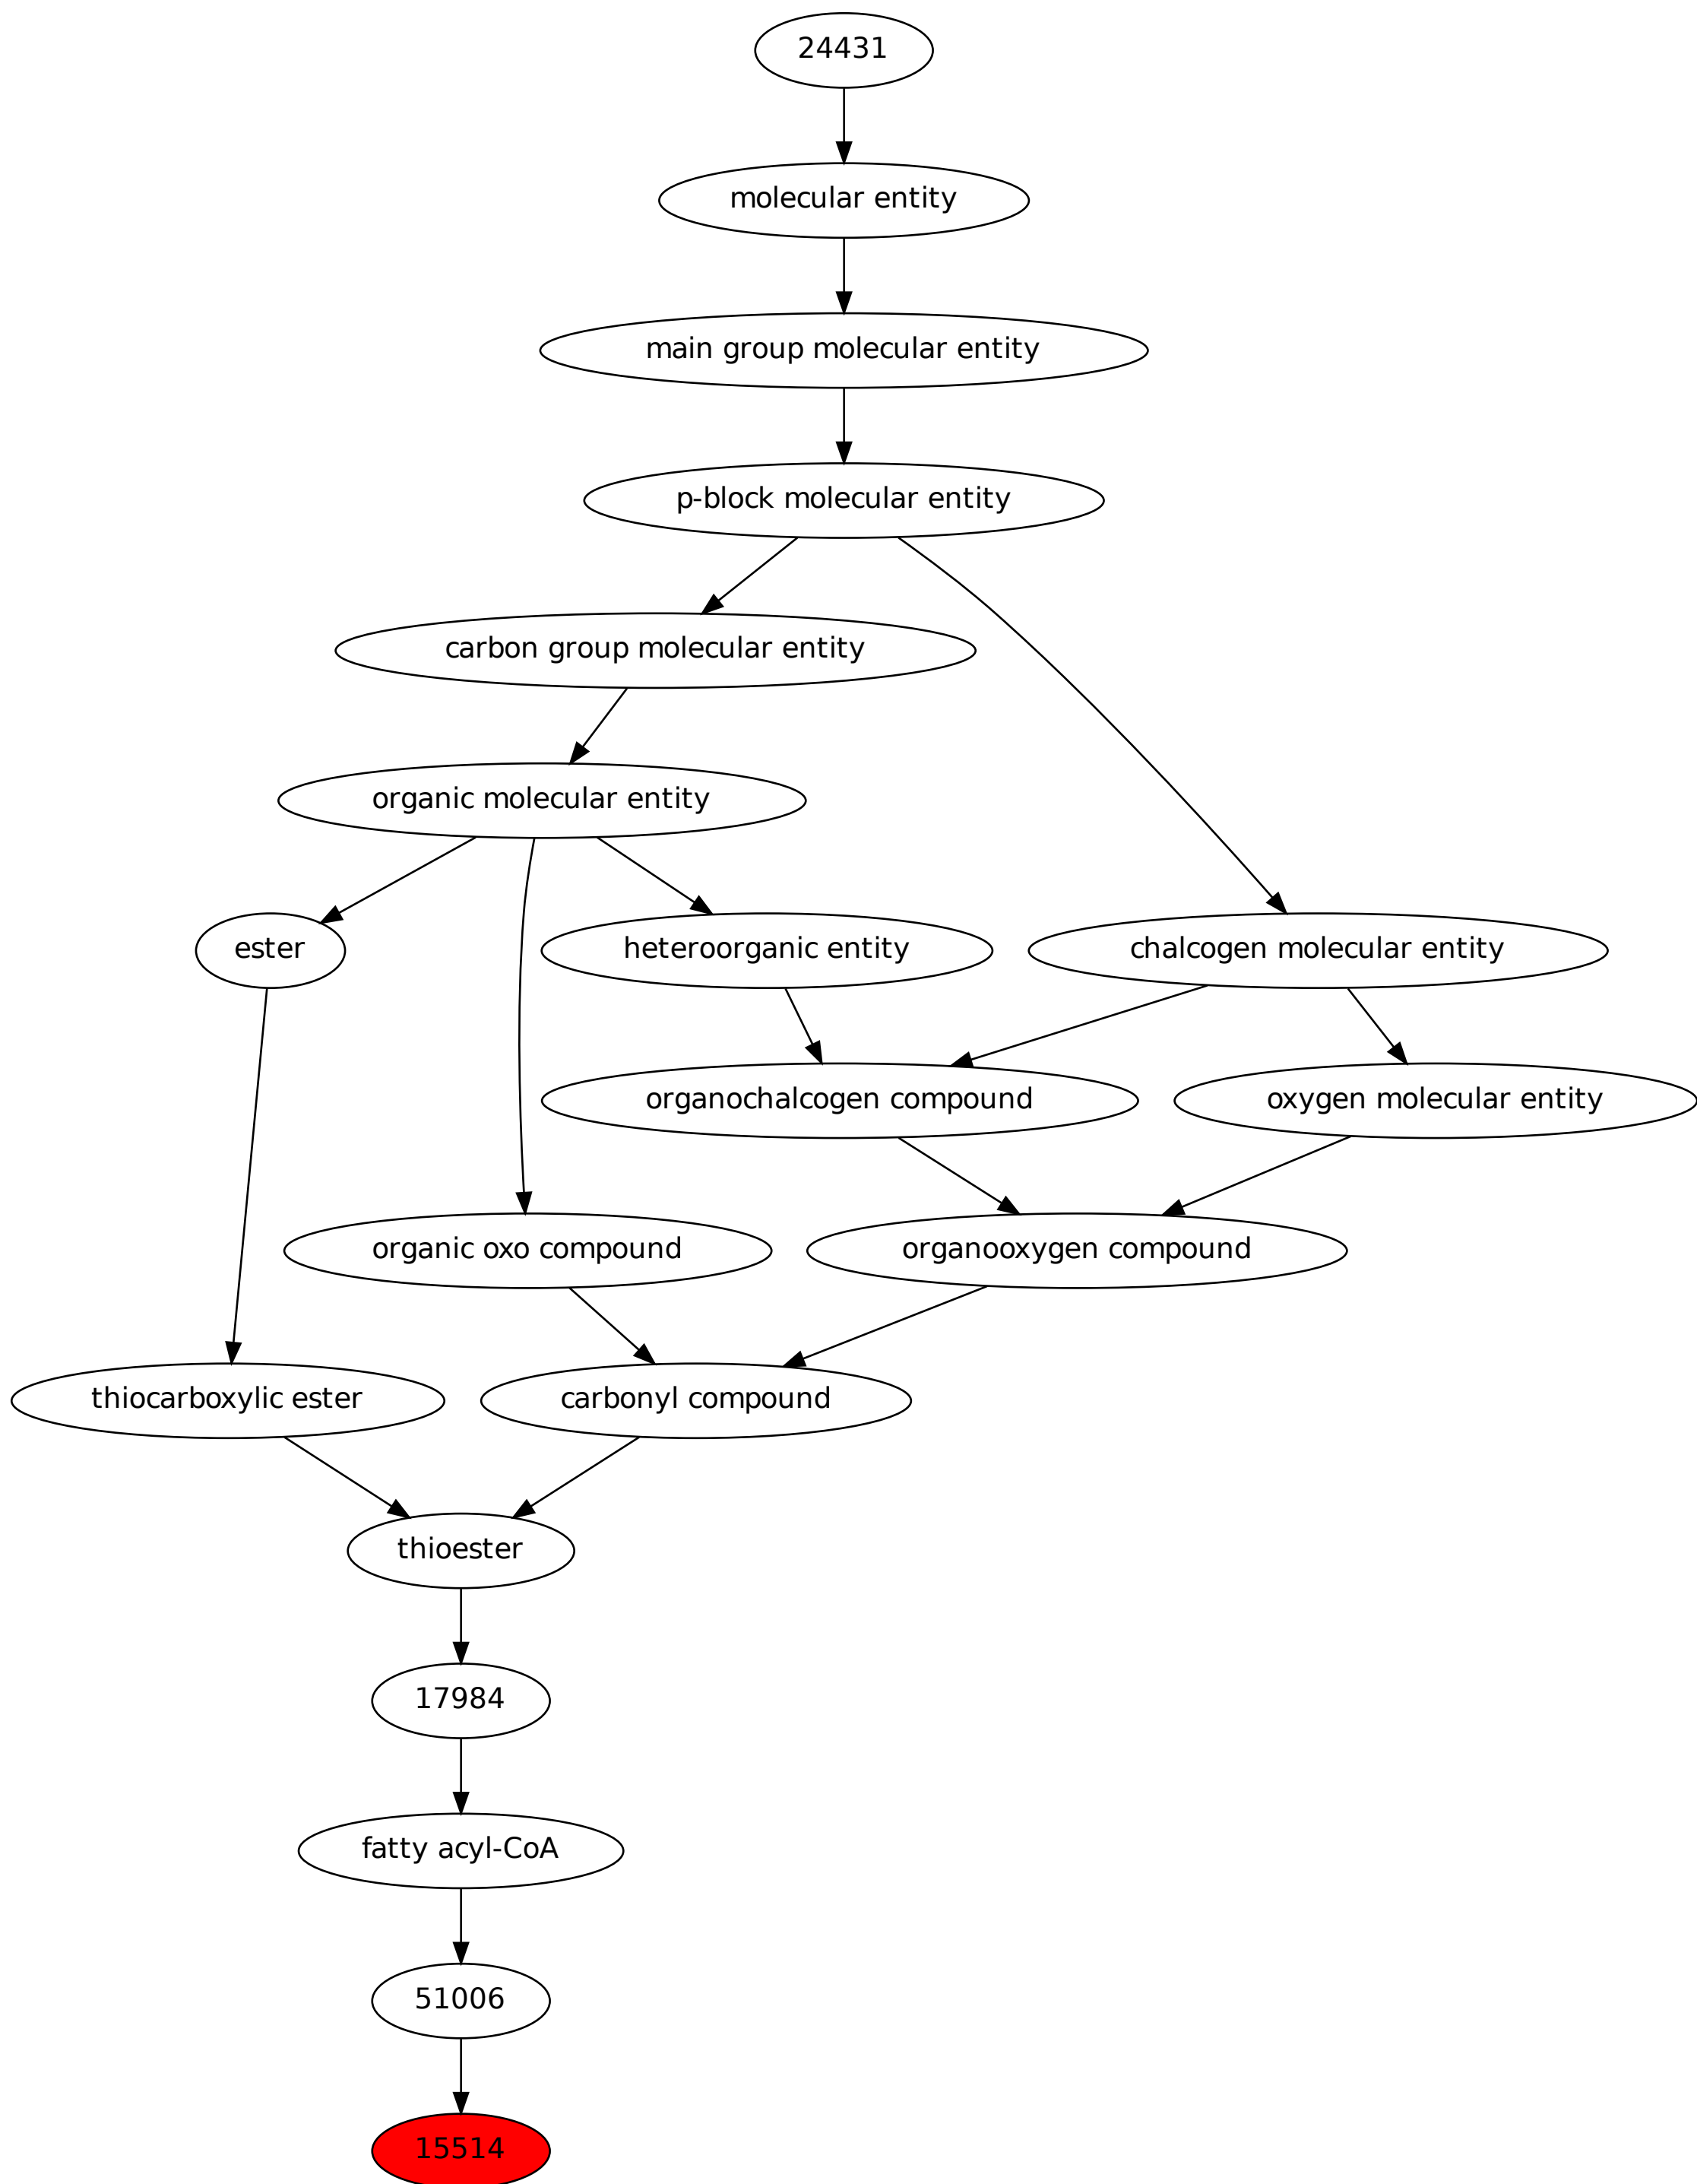 24431
molecular entity
main group molecular entity
p-block molecular entity
carbon group molecular entity
organic molecular entity
ester
heteroorganic entity
chalcogen molecular entity
organochalcogen compound
oxygen molecular entity
organic oxo compound
organooxygen compound
thiocarboxylic ester
carbonyl compound
thioester
17984
fatty acyl-CoA
51006
15514